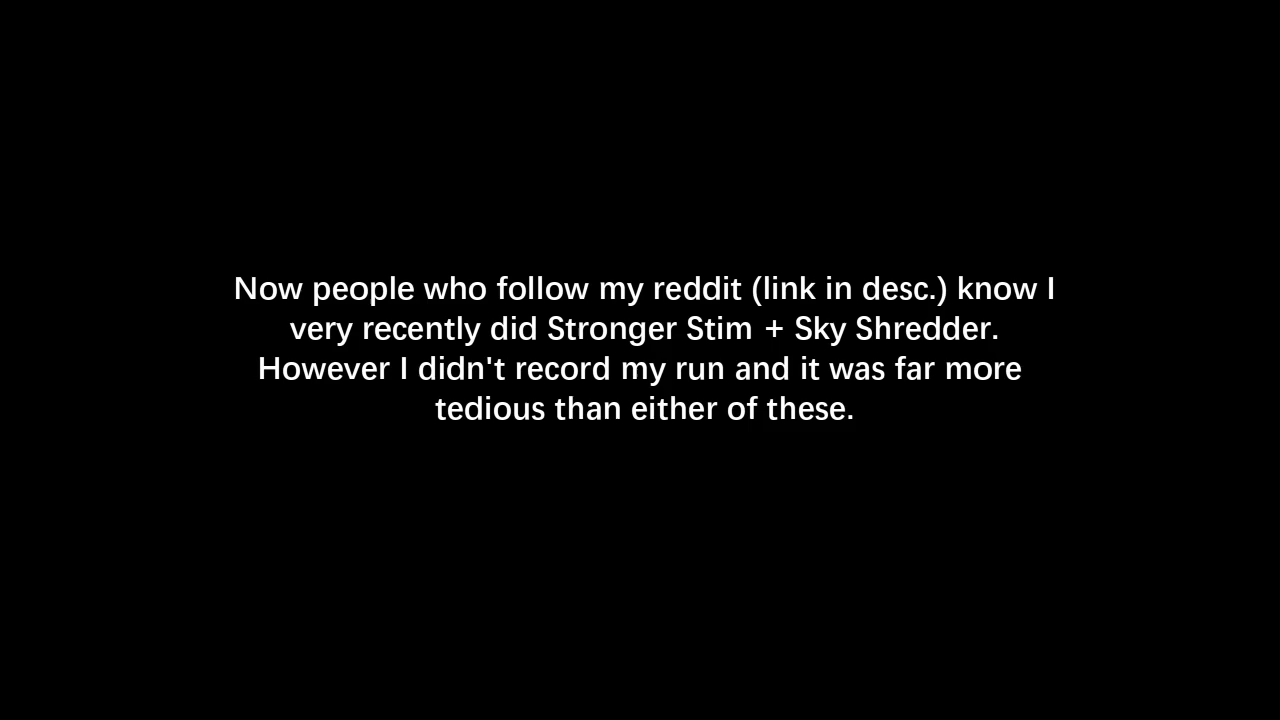 Now people who follow my reddit (link in desc.) know I
very recently did Stronger Stim + Sky Shredder.
However I didn't record my run and it was far more
tedious than either of these.